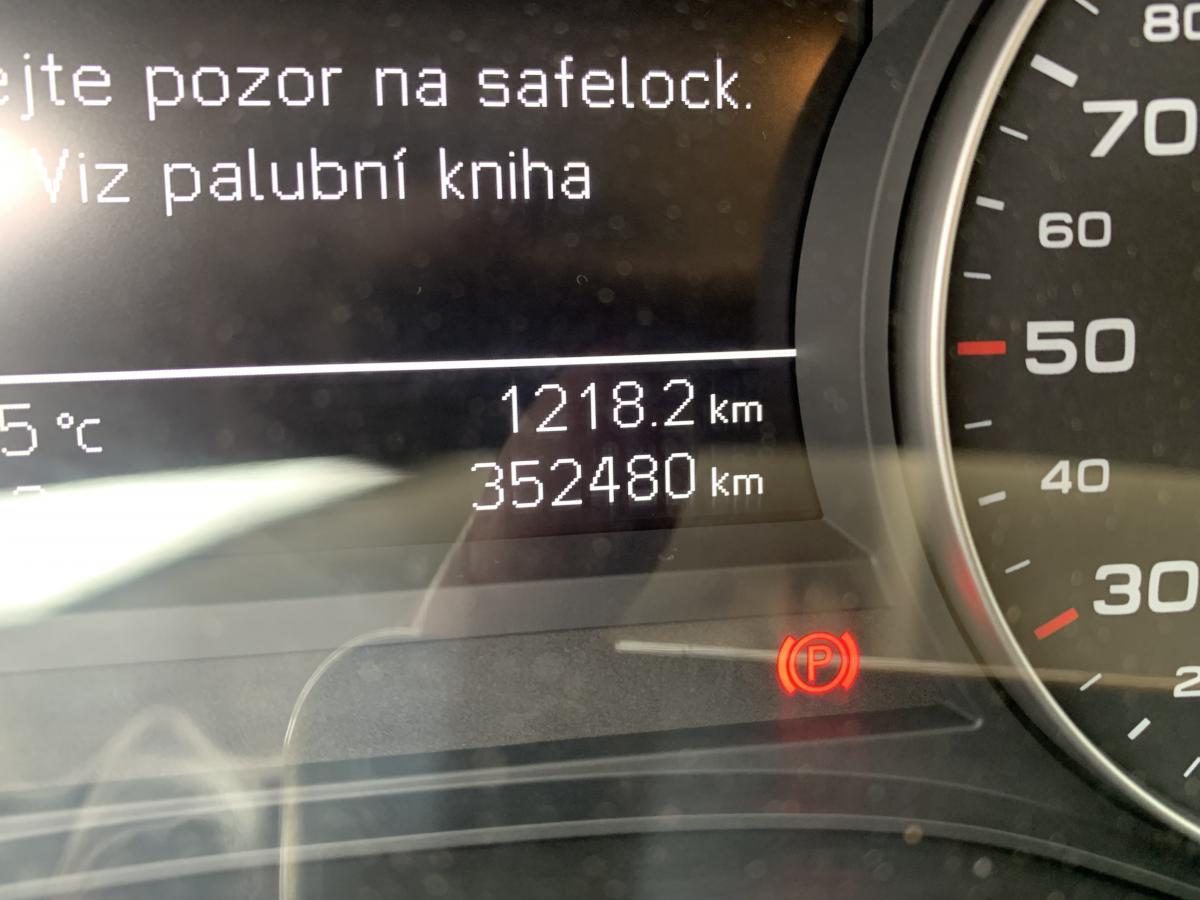 ejte pozor na safelock.
Viz palubní kniha
5 °C
1218.2 km
352480 km
P
80
70
60
50
40
30
2